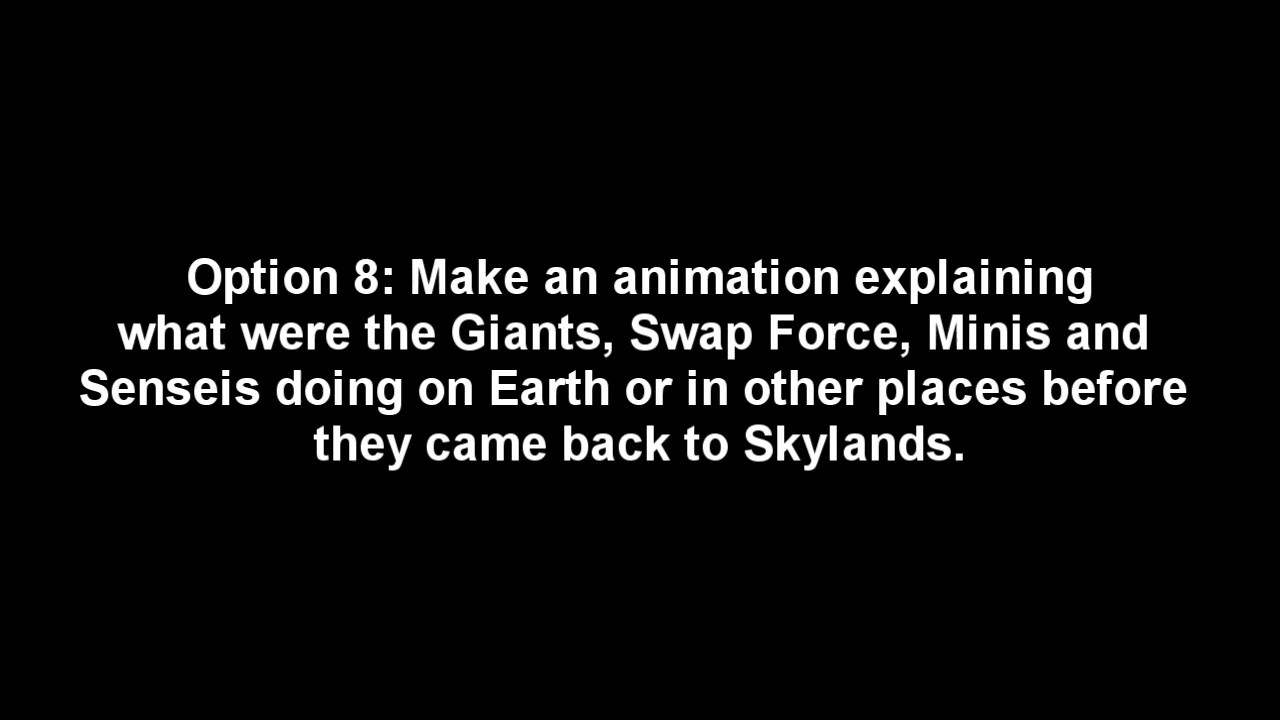 Option 8: Make an animation explaining
what were the Giants, Swap Force, Minis and
Senseis doing on Earth or in other places before
they came back to Skylands.